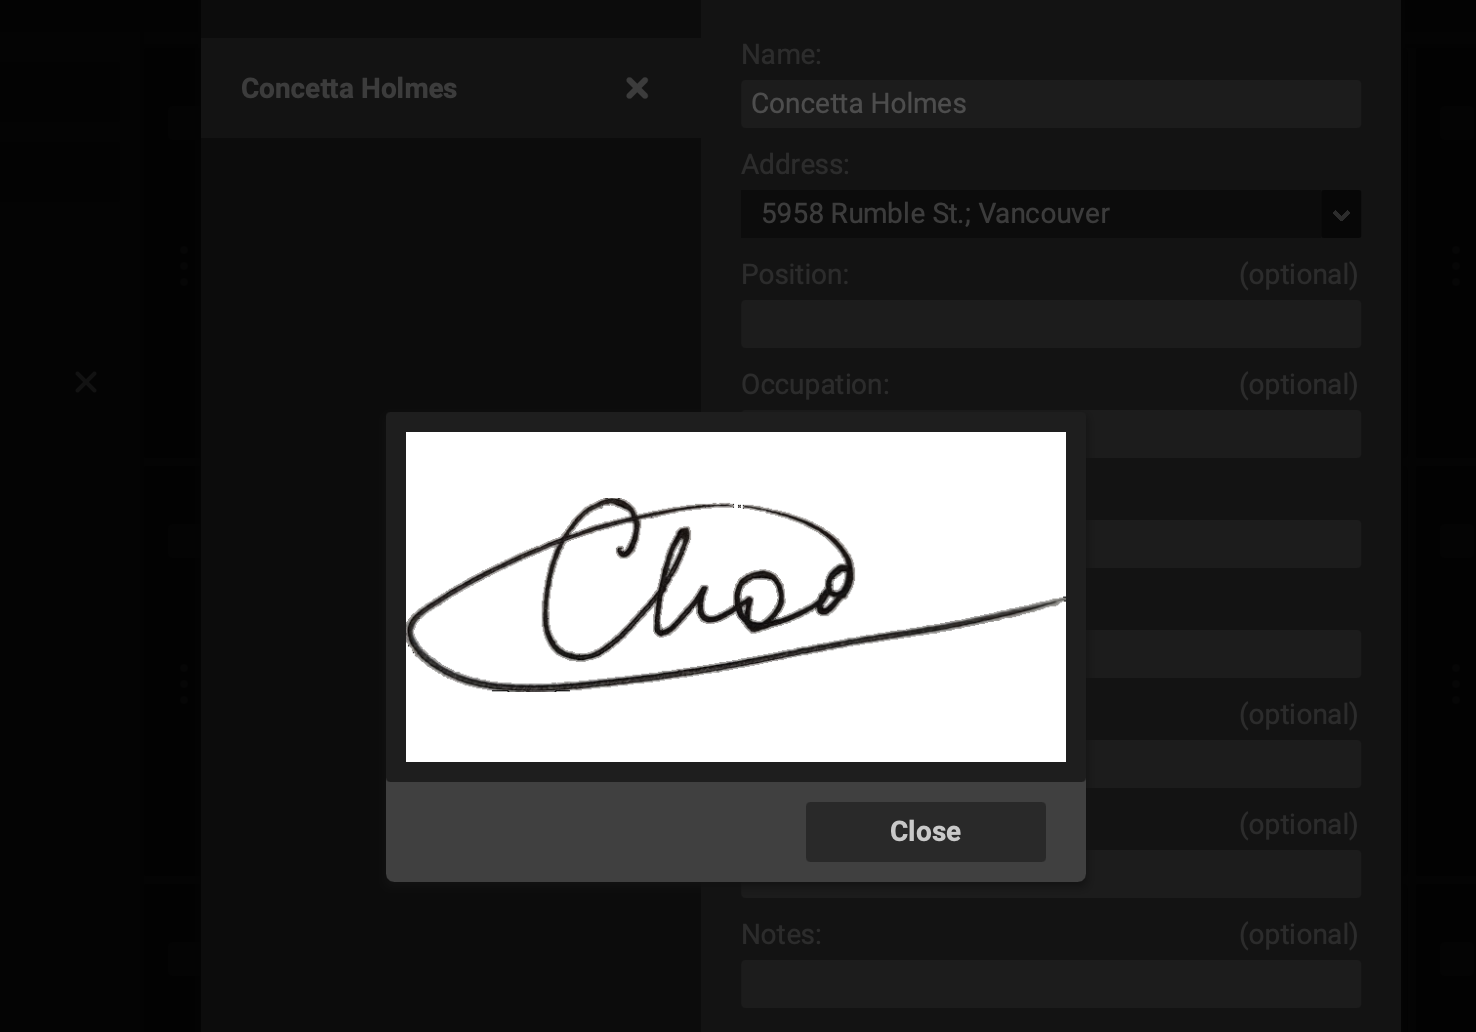 Name:
Concetta Holmes
Concetta Holmes
Address:
5958 Rumble St.; Vancouver
Position: (optional)
Occupation: (optional)
(optional)
(optional)
Notes: (optional)
Close